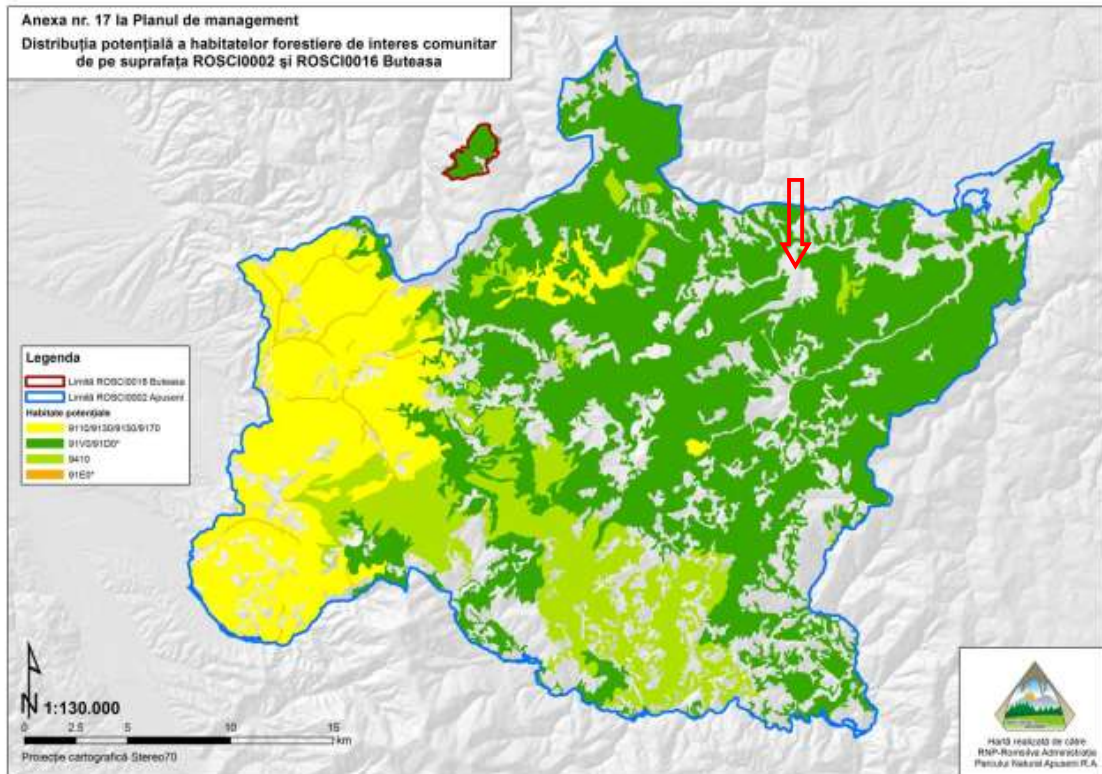 Anexa nr. 17 la Planul de management
Distribuția potențială a habitatelor forestiere de interes comunitar
de pe suprafața ROSCI0002 și ROSCI0016 Buteasa
Legenda
Limită ROSCI0016 Buteasa
Limită ROSCI0002 Apuseni
Habitate potențiale
9110/9130/9150/9170
91V0/91D0*
9410
91E0*
N 1:130.000
0 2.5 5 10 15
km
Proiecție cartografică Stereo70
Hartă realizată de către
RNP-Romsilva Administrația
Parcului Natural Apuseni R.A.